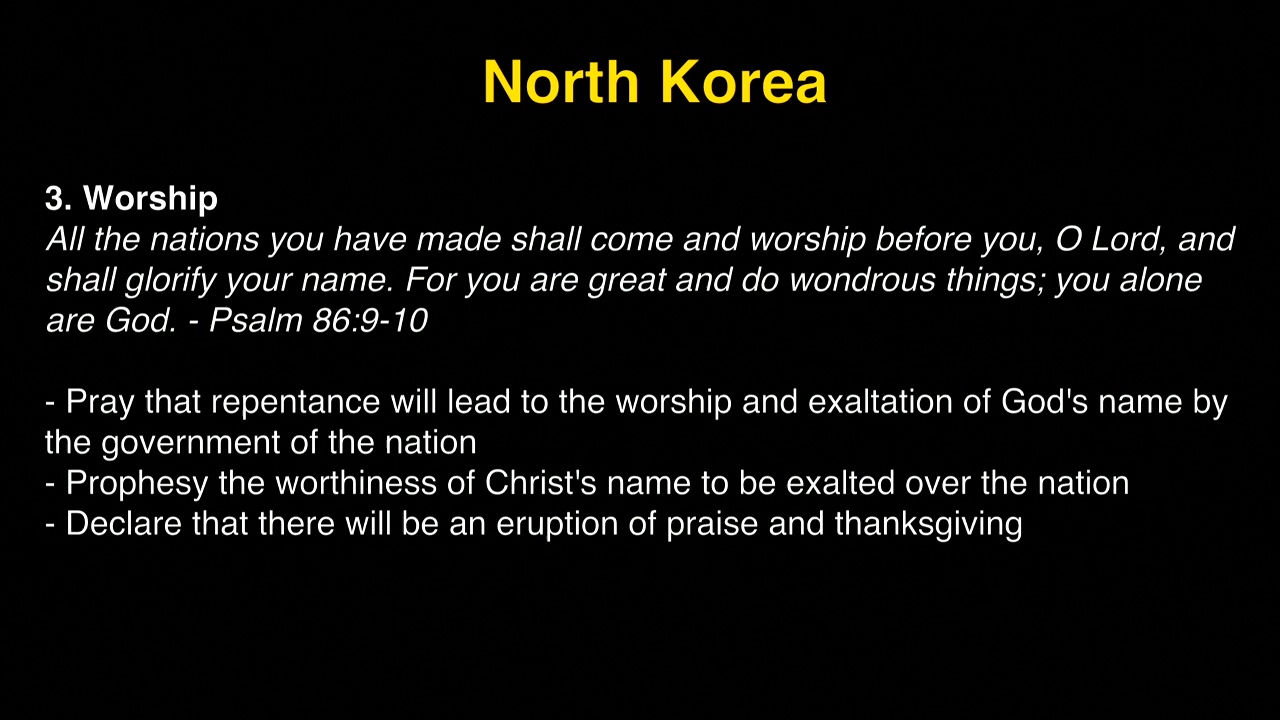 North Korea
3. Worship
All the nations you have made shall come and worship before you, O Lord, and
shall glorify your name. For you are great and do wondrous things; you alone
are God. - Psalm 86:9-10
- Pray that repentance will lead to the worship and exaltation of God's name by
the government of the nation
- Prophesy the worthiness of Christ's name to be exalted over the nation
- Declare that there will be an eruption of praise and thanksgiving